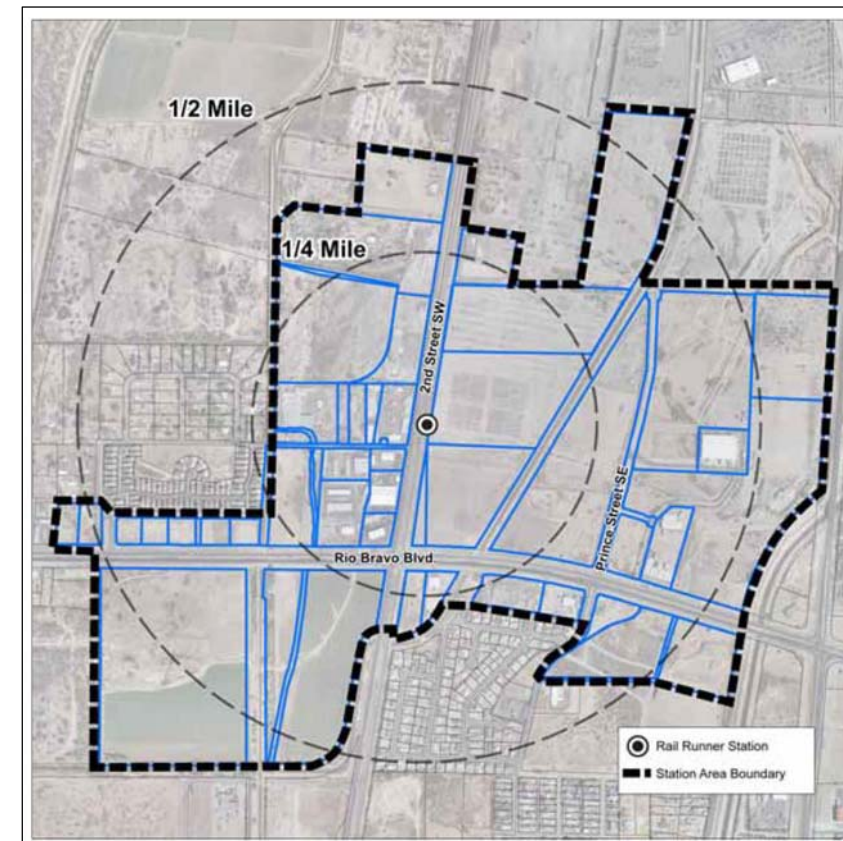 1/2 Mile
1/4 Mile
2nd Street SW
Prince Street SE
Rio Bravo Blvd.
Rail Runner Station
Station Area Boundary